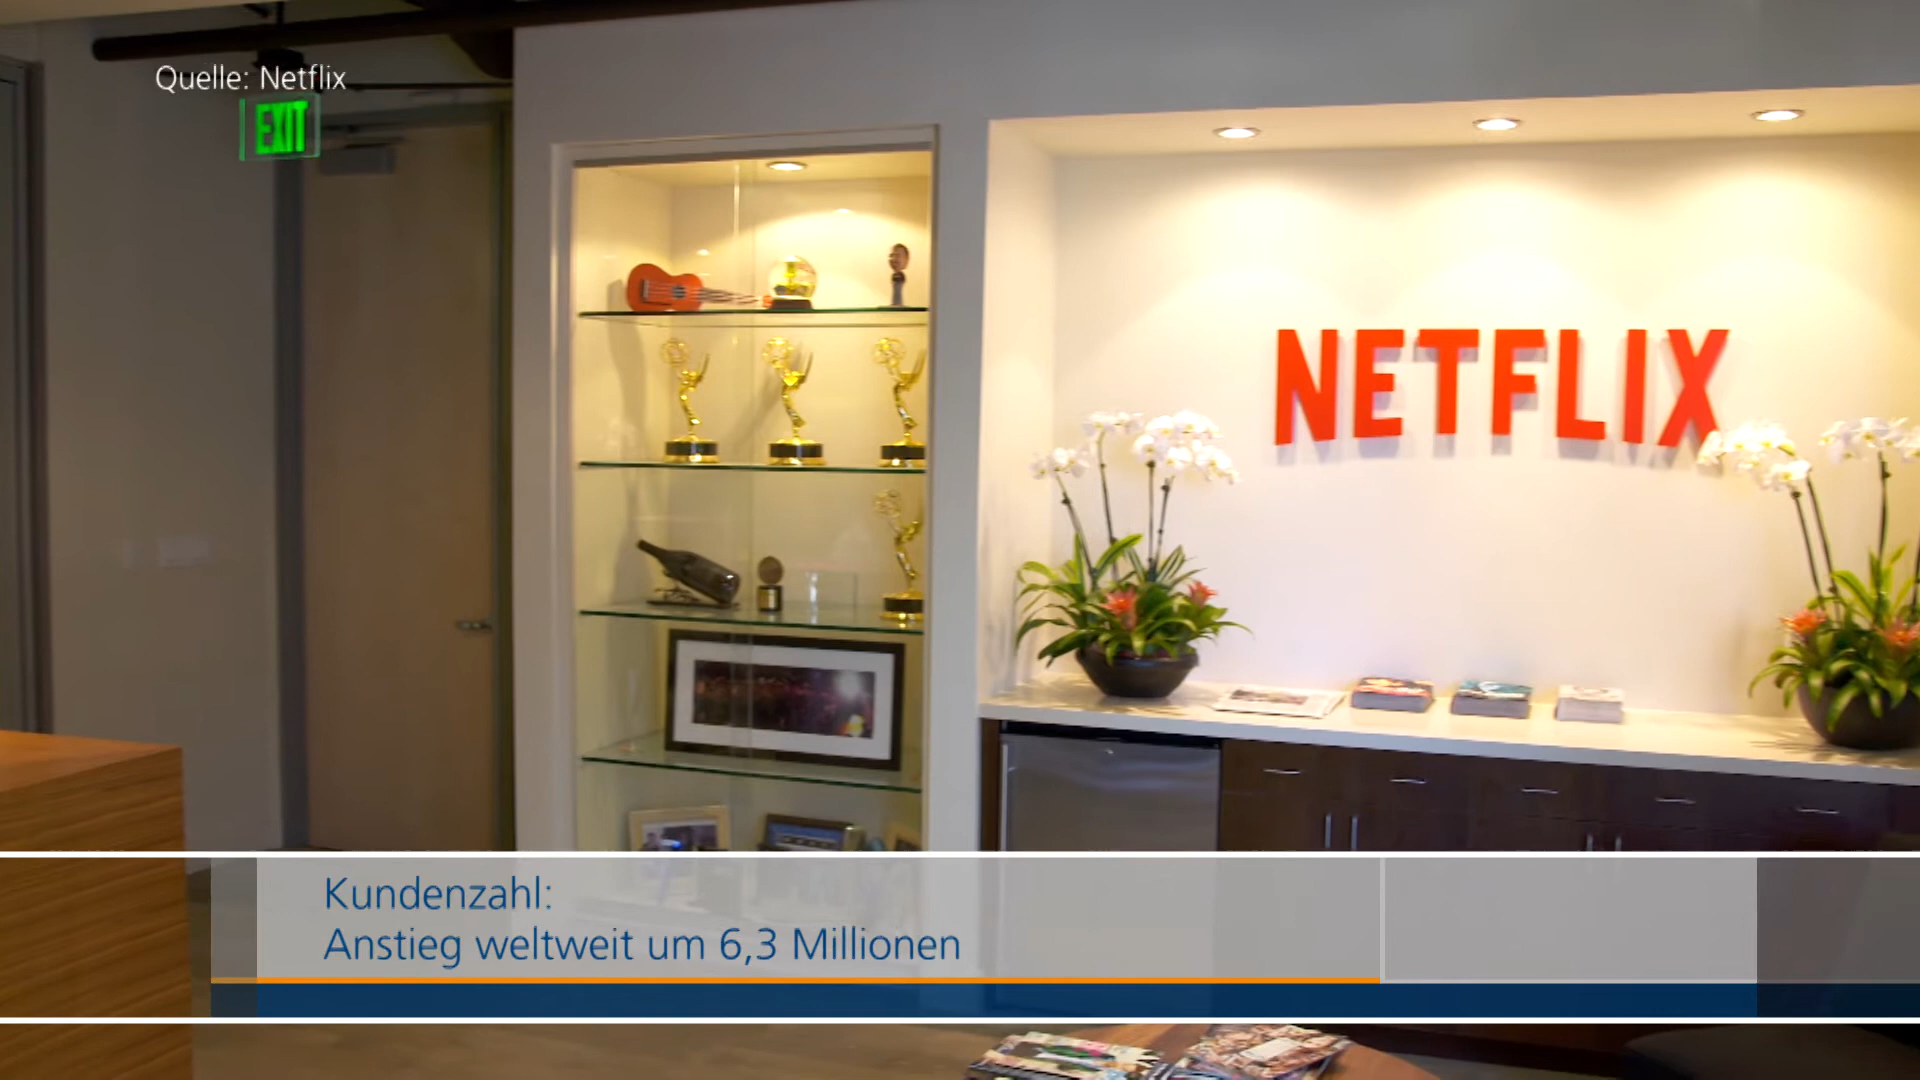 Quelle: Netflix
EXIT
NETFLIX
Kundenzahl:
Anstieg weltweit um 6,3 Millionen